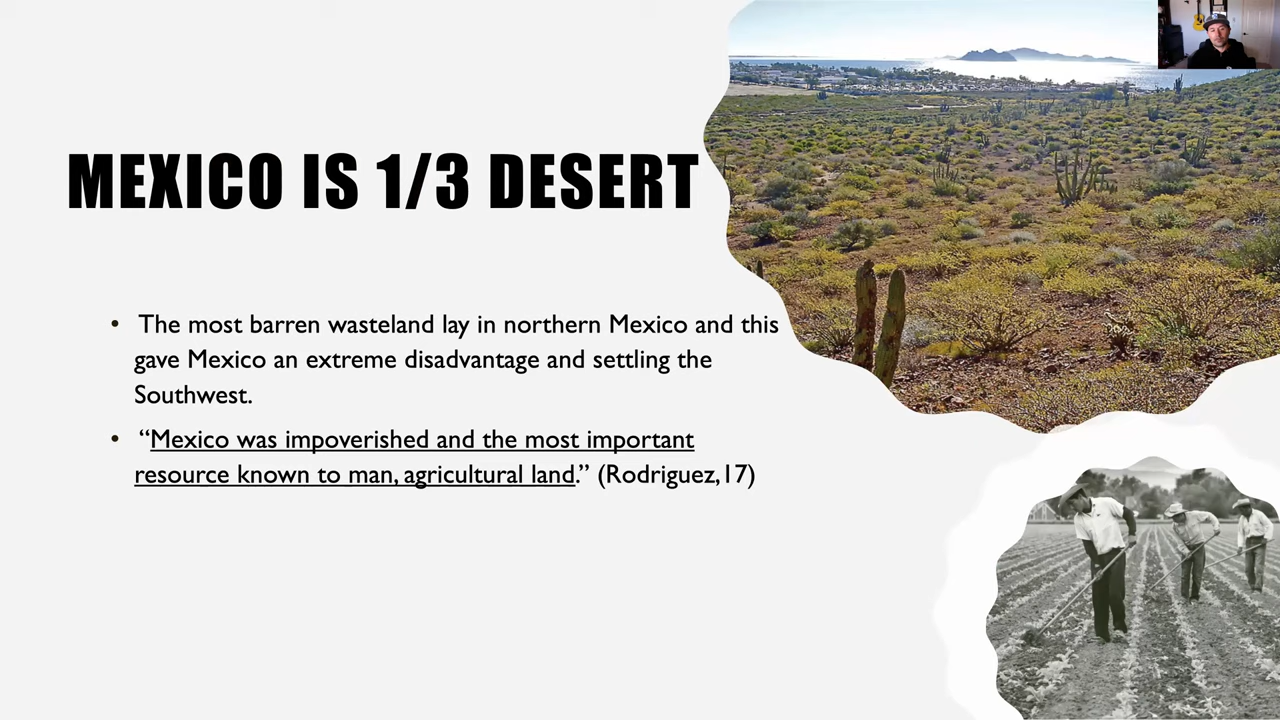 MEXICO IS 1/3 DESERT
• The most barren wasteland lay in northern Mexico and this
gave Mexico an extreme disadvantage and settling the
Southwest.
• “Mexico was impoverished and the most important
resource known to man, agricultural land.” (Rodriguez,17)